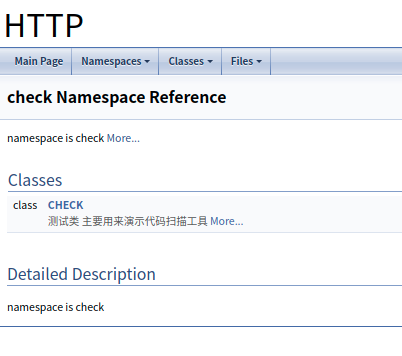 HTTP
Main Page Namespaces Classes Files
check Namespace Reference
namespace is check More...
Classes
class CHECK
测试类 主要用来演示代码扫描工具 More...
Detailed Description
namespace is check